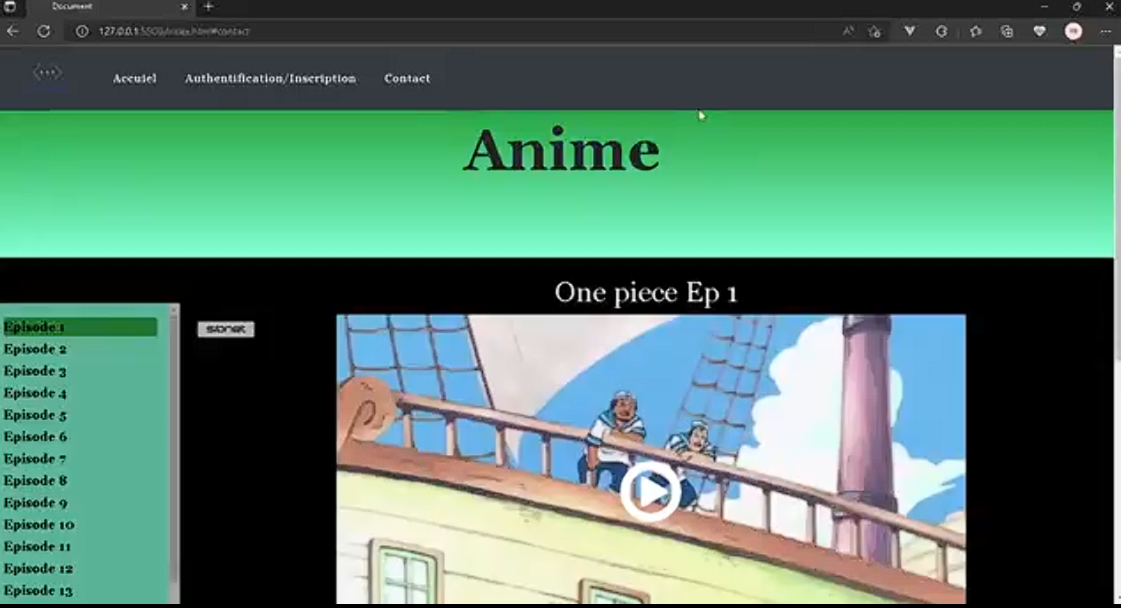 Document
127.0.0.1:5500/index.html#contact
Accuiel Authentification/Inscription Contact
Anime
One piece Ep 1
Episode 1
sibnet
Episode 2
Episode 3
Episode 4
Episode 5
Episode 6
Episode 7
Episode 8
Episode 9
Episode 10
Episode 11
Episode 12
Episode 13